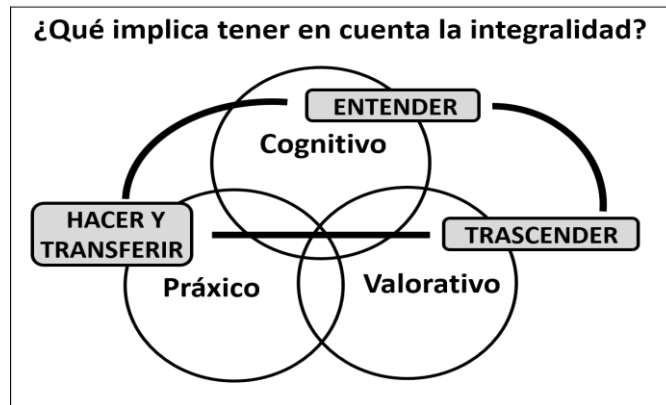 ¿Qué implica tener en cuenta la integralidad?
ENTENDER
Cognitivo
HACER Y
TRANSFERIR
TRASCENDER
Práxico
Valorativo